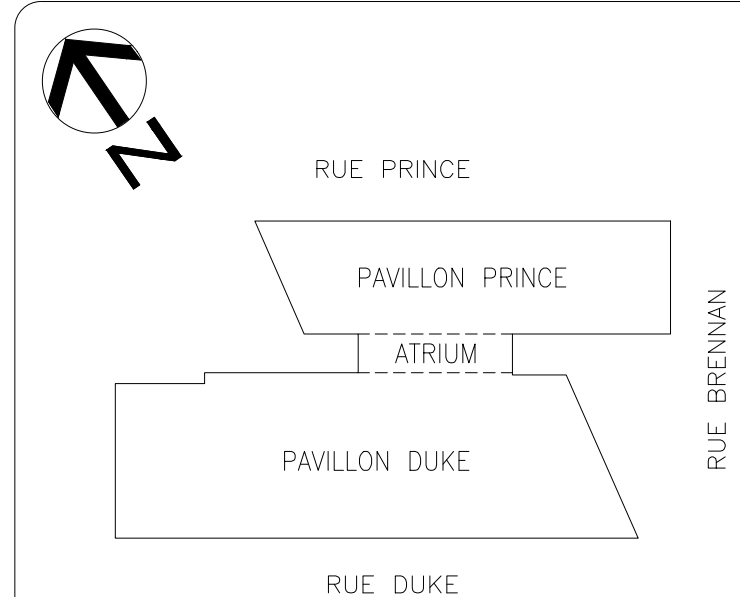 N
RUE PRINCE
PAVILLON PRINCE
ATRIUM
RUE BRENNAN
PAVILLON DUKE
RUE DUKE